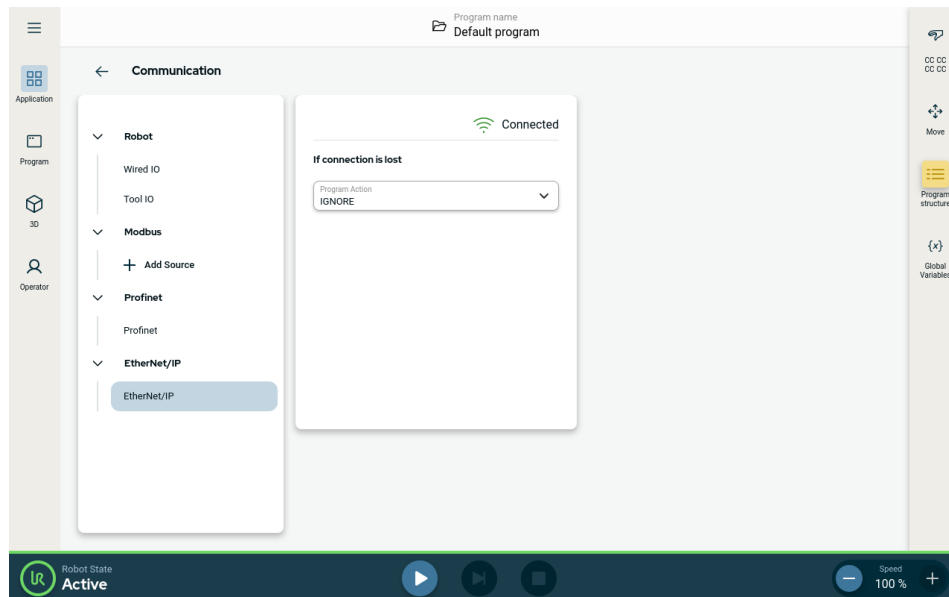 Program name
Default program
Application
Program
3D
Operator
Communication
Robot
Wired IO
Tool IO
Modbus
Add Source
Profinet
Profinet
EtherNet/IP
EtherNet/IP
Connected
If connection is lost
Program Action
IGNORE
CC CC
CC CC
Move
Program
structure
{x}
Global
Variables
Robot State
Active
Speed
100 %